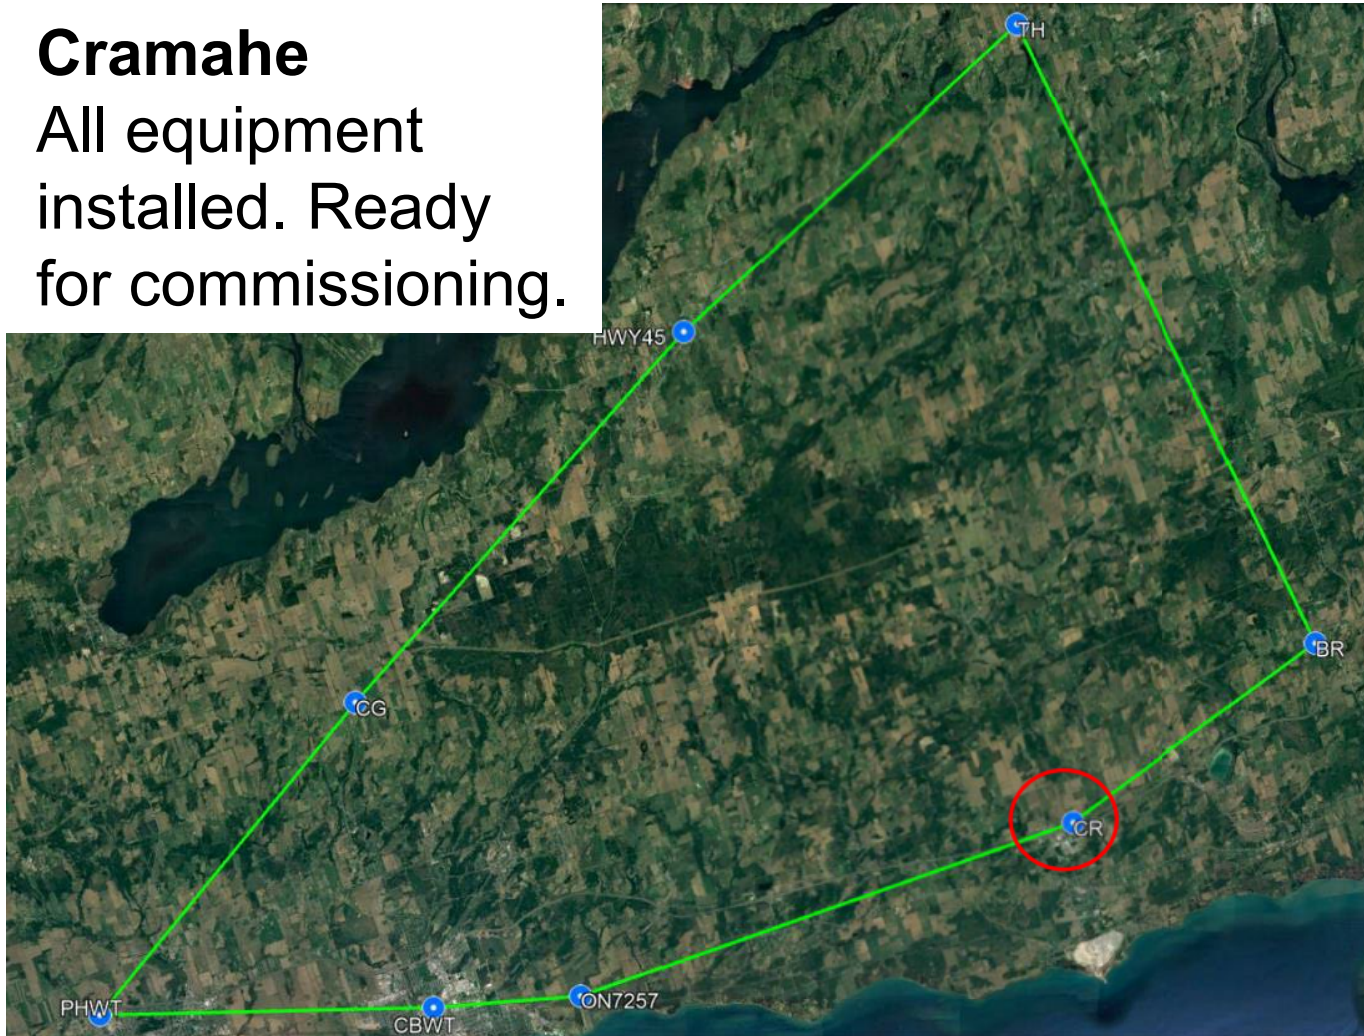 Cramahe
All equipment
installed. Ready
for commissioning.
TH
HWY45
BR
CG
CR
PHWT
CBWT
ON7257